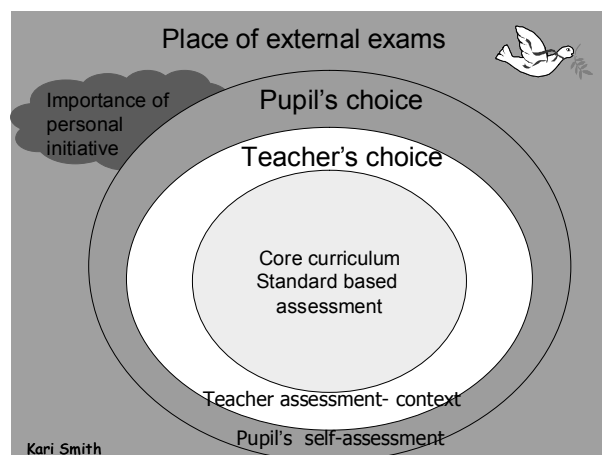 Place of external exams
Importance of
personal
initiative
Pupil's choice
Teacher's choice
Core curriculum
Standard based
assessment
Teacher assessment- context
Pupil's self-assessment
Kari Smith